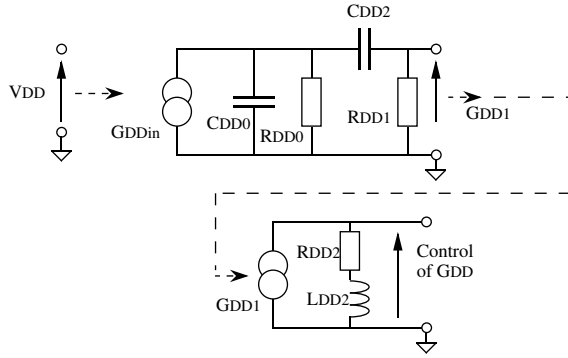 CDD2
VDD
GDDin
CDD0
RDD0
RDD1
GDD1
RDD2
LDD2
GDD1
Control
of GDD